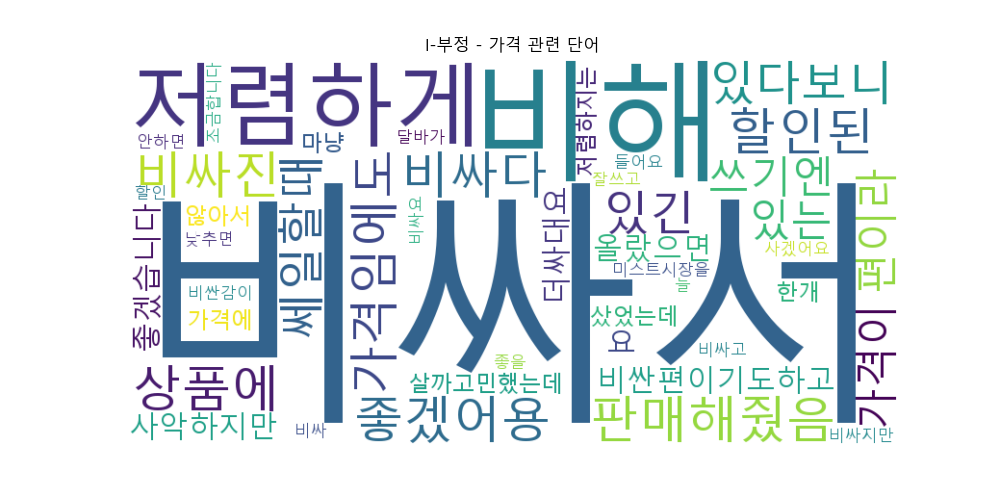 I-부정 - 가격 관련 단어
저렴하게
비해
있다보니
할인된
조금합니다
안하면
마냥
달바가
저렴하지는
들어요
비싸진
쎄일할때
가격임에도
비싸다
잘쓰고
쓰기엔
할인
않아서
낮추면
비싸요
더싸대요
있긴
있는
편이라
좋겠습니다
비싸서
올랐으면
사겠어요
미스트시장을
늘
한개
비싼감이
가격에
샀었는데
요
비싸고
좋을
가격이
상품에
살까고민했는데
비싼편이기도하고
사악하지만
비싸
좋겠어용
판매해줬음
비싸지만